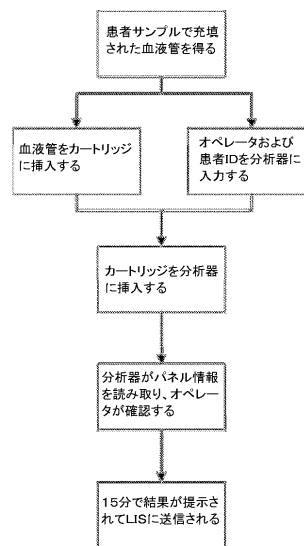 患者サンプルで充填
された血液管を得る
血液管をカートリッジ
に挿入する
オペレータおよび
患者IDを分析器に
入力する
カートリッジを分析器
に挿入する
分析器がパネル情報
を読み取り、オペレー
タが確認する
15分で結果が提示さ
れてLISに送信される